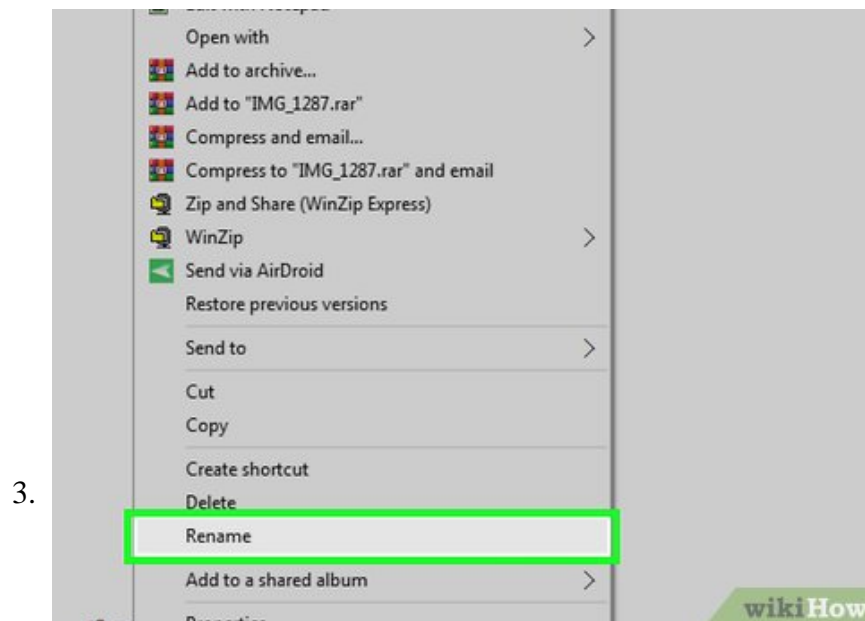 Open with
Add to archive...
Add to "IMG_1287.rar"
Compress and email...
Compress to "IMG_1287.rar" and email
Zip and Share (WinZip Express)
WinZip
Send via AirDroid
Restore previous versions
Send to
Cut
Copy
Create shortcut
3.
Delete
Rename
Add to a shared album
wikiHow